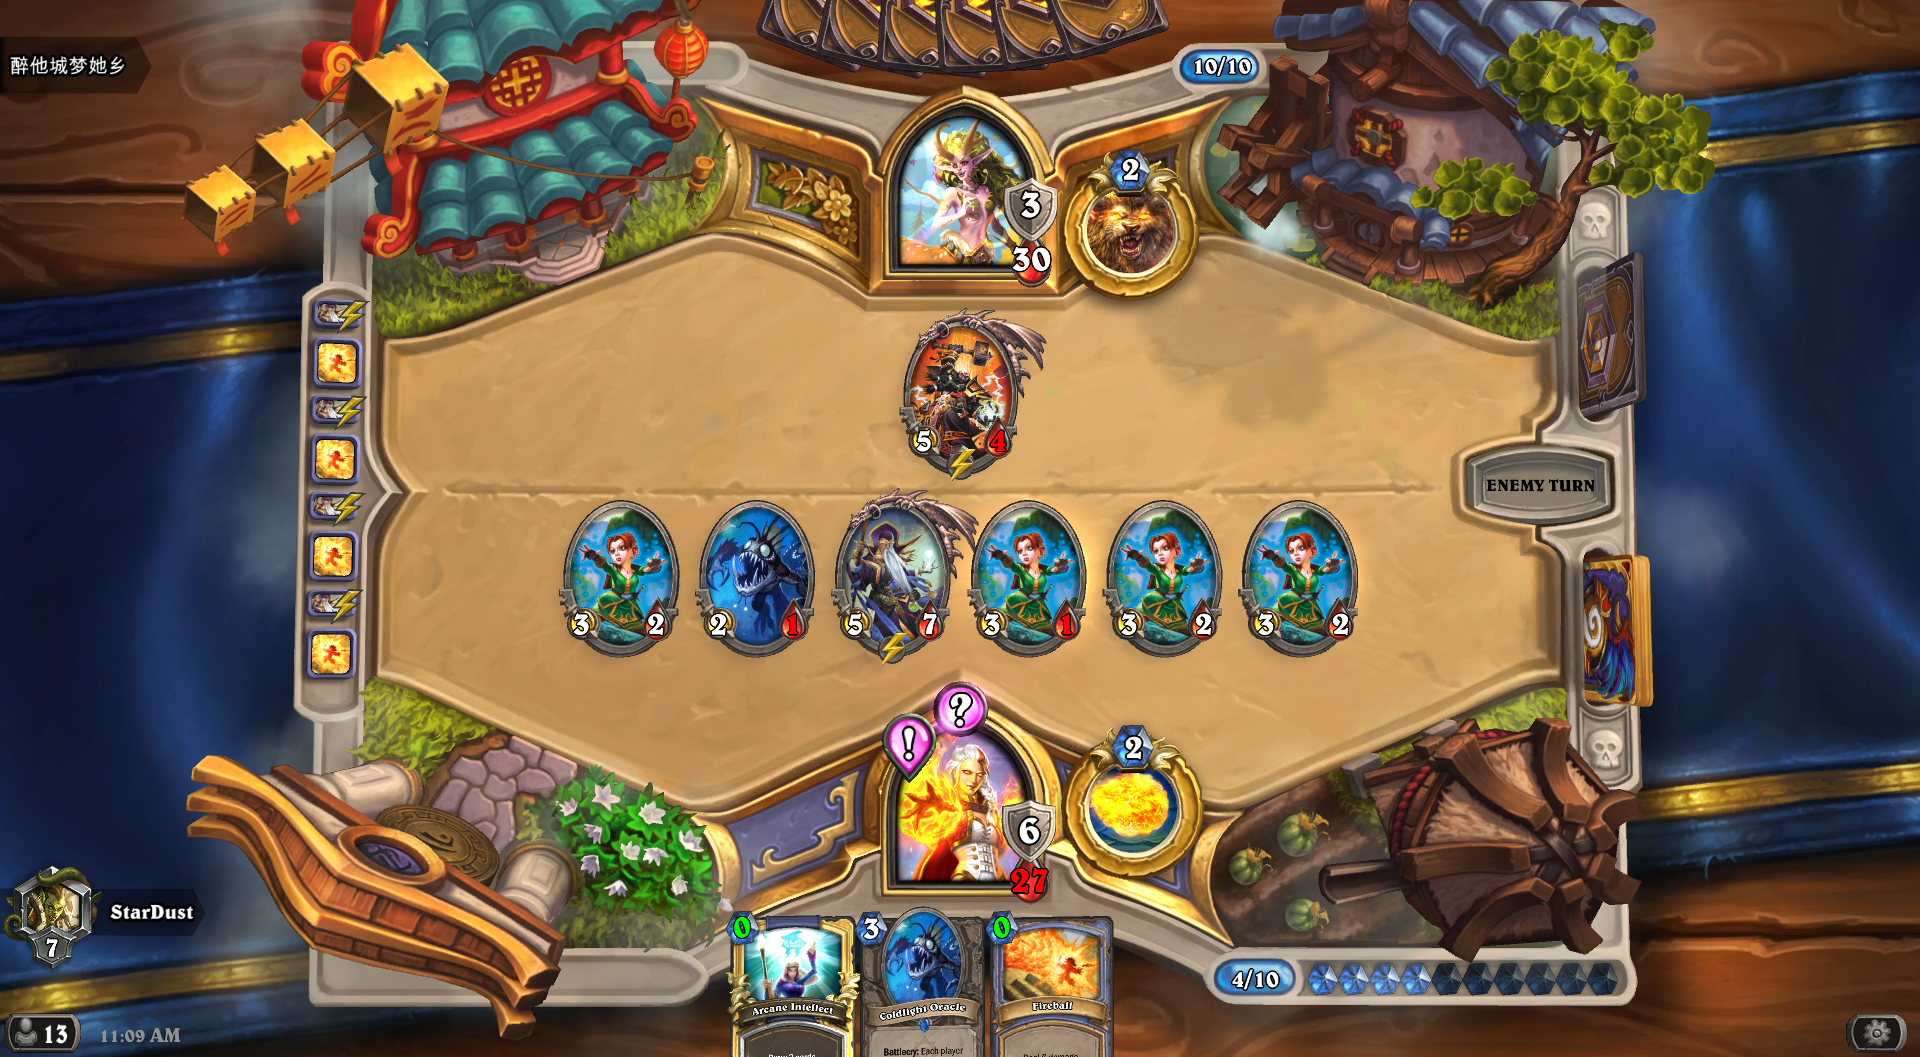 醉他城梦她乡
10/10
2
3
30
5
4
ENEMY TURN
3 2 2 1 5 7 3 1 3 2 3 2
?
!
2
6
27
StarDust
7
0 3 0
Arcane Intellect
Coldlight Oracle
Fireball
Battlecry: Each player
4/10
13
11:09 AM